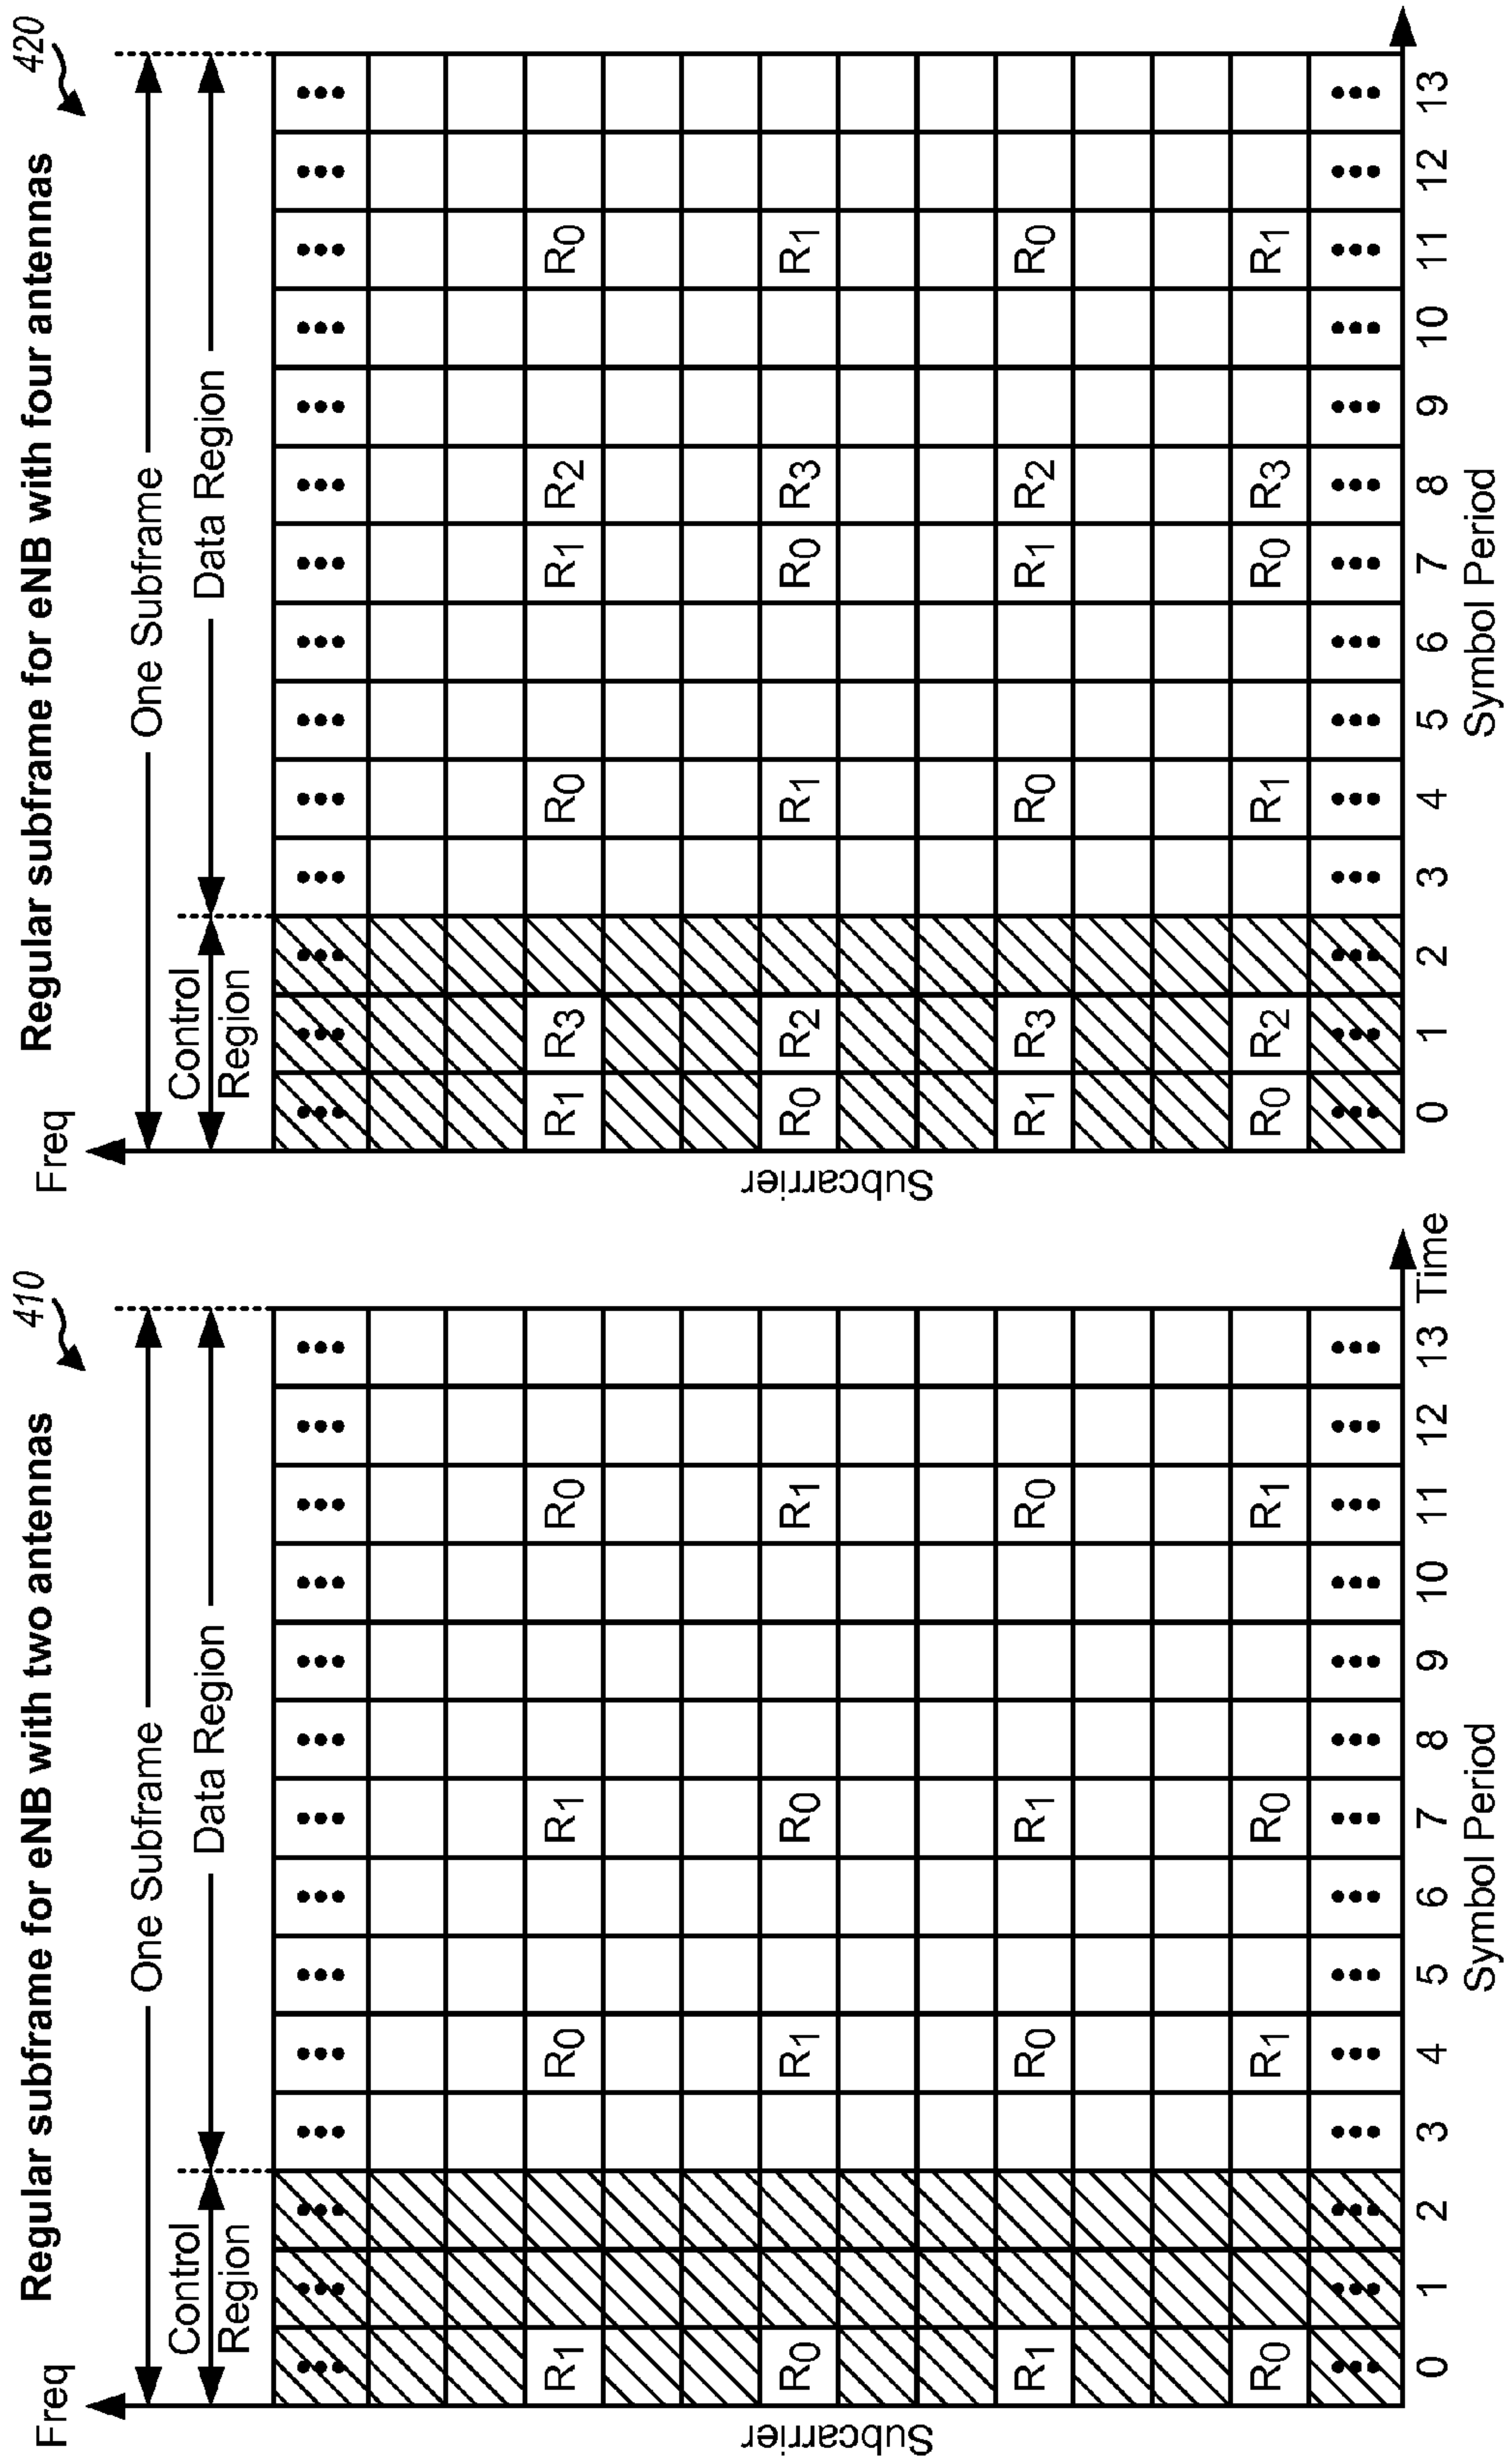 Regular subframe for eNB with two antennas
410
Freq
One Subframe
Control
Region
Data Region
Subcarrier
... ... ... ... ... ... ... ... ... ... ... ... ... ...
R1 R0 R1 R0
R0 R1 R0 R1
R1 R0 R1 R0
R0 R1 R0 R1
... ... ... ... ... ... ... ... ... ... ... ... ... ...
0 1 2 3 4 5 6 7 8 9 10 11 12 13 Time
Symbol Period
Regular subframe for eNB with four antennas
420
Freq
One Subframe
Control
Region
Data Region
Subcarrier
... ... ... ... ... ... ... ... ... ... ... ... ... ...
R1 R3 R0 R1 R2 R0
R0 R2 R1 R0 R3 R1
R1 R3 R0 R1 R2 R0
R0 R2 R1 R0 R3 R1
... ... ... ... ... ... ... ... ... ... ... ... ... ...
0 1 2 3 4 5 6 7 8 9 10 11 12 13
Symbol Period